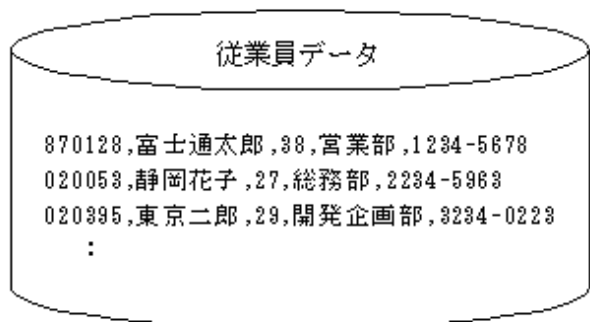 従業員データ
870128,富士通太郎,38,営業部,1234-5678
020053,静岡花子,27,総務部,2234-5963
020395,東京二郎,29,開発企画部,3234-0223
：